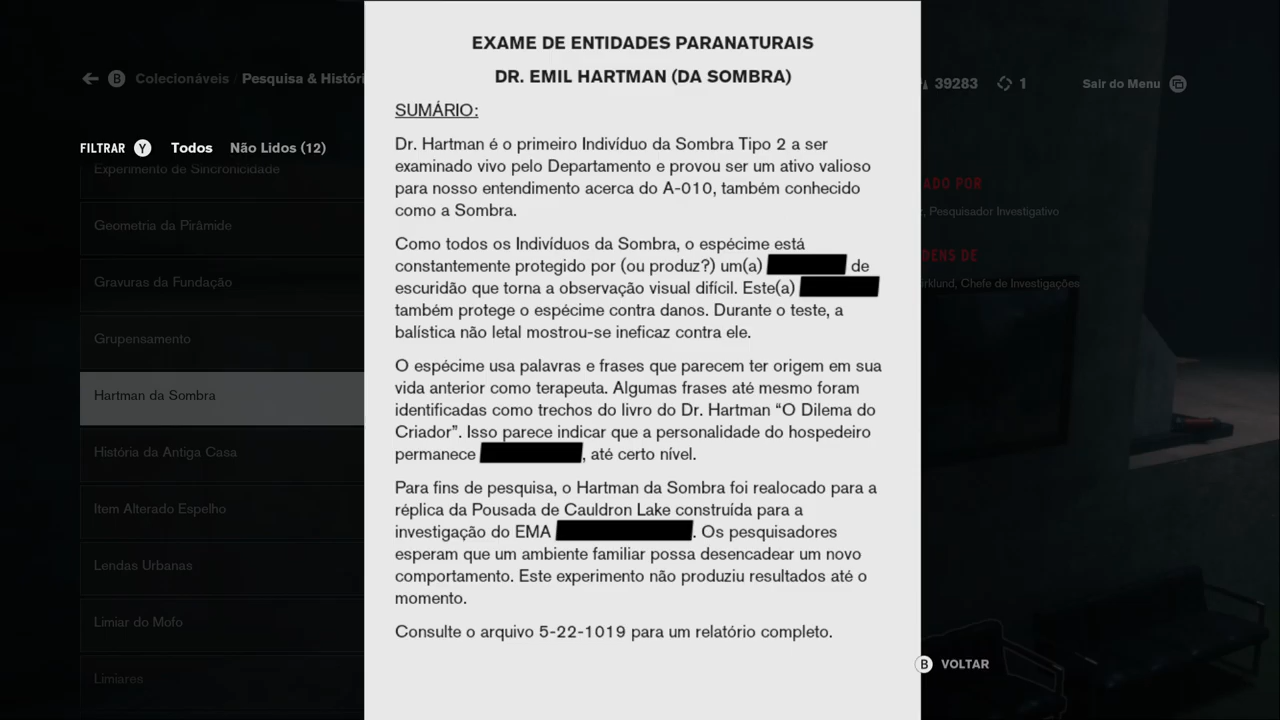 EXAME DE ENTIDADES PARANATURAIS
DR. EMIL HARTMAN (DA SOMBRA)
SUMÁRIO:
Dr. Hartman é o primeiro Indivíduo da Sombra Tipo 2 a ser
examinado vivo pelo Departamento e provou ser um ativo valioso
para nosso entendimento acerca do A-010, também conhecido
como a Sombra.
Como todos os Indivíduos da Sombra, o espécime está
constantemente protegido por (ou produz?) um(a) de
escuridão que torna a observação visual difícil. Este(a)
também protege o espécime contra danos. Durante o teste, a
balística não letal mostrou-se ineficaz contra ele.
O espécime usa palavras e frases que parecem ter origem em sua
vida anterior como terapeuta. Algumas frases até mesmo foram
identificadas como trechos do livro do Dr. Hartman “O Dilema do
Criador”. Isso parece indicar que a personalidade do hospedeiro
permanece , até certo nível.
Para fins de pesquisa, o Hartman da Sombra foi realocado para a
réplica da Pousada de Cauldron Lake construída para a
investigação do EMA . Os pesquisadores
esperam que um ambiente familiar possa desencadear um novo
comportamento. Este experimento não produziu resultados até o
momento.
Consulte o arquivo 5-22-1019 para um relatório completo.
B Colecionáveis / Pesquisa & Históri
39283 1
Sair do Menu
FILTRAR Y Todos Não Lidos (12)
Experimento de Sincronicidade
Geometria da Pirâmide
Gravuras da Fundação
Grupensamento
Hartman da Sombra
História da Antiga Casa
Item Alterado Espelho
Lendas Urbanas
Limiar do Mofo
Limiares
ADO POR
, Pesquisador Investigativo
ENS DE
rklund, Chefe de Investigações
B VOLTAR